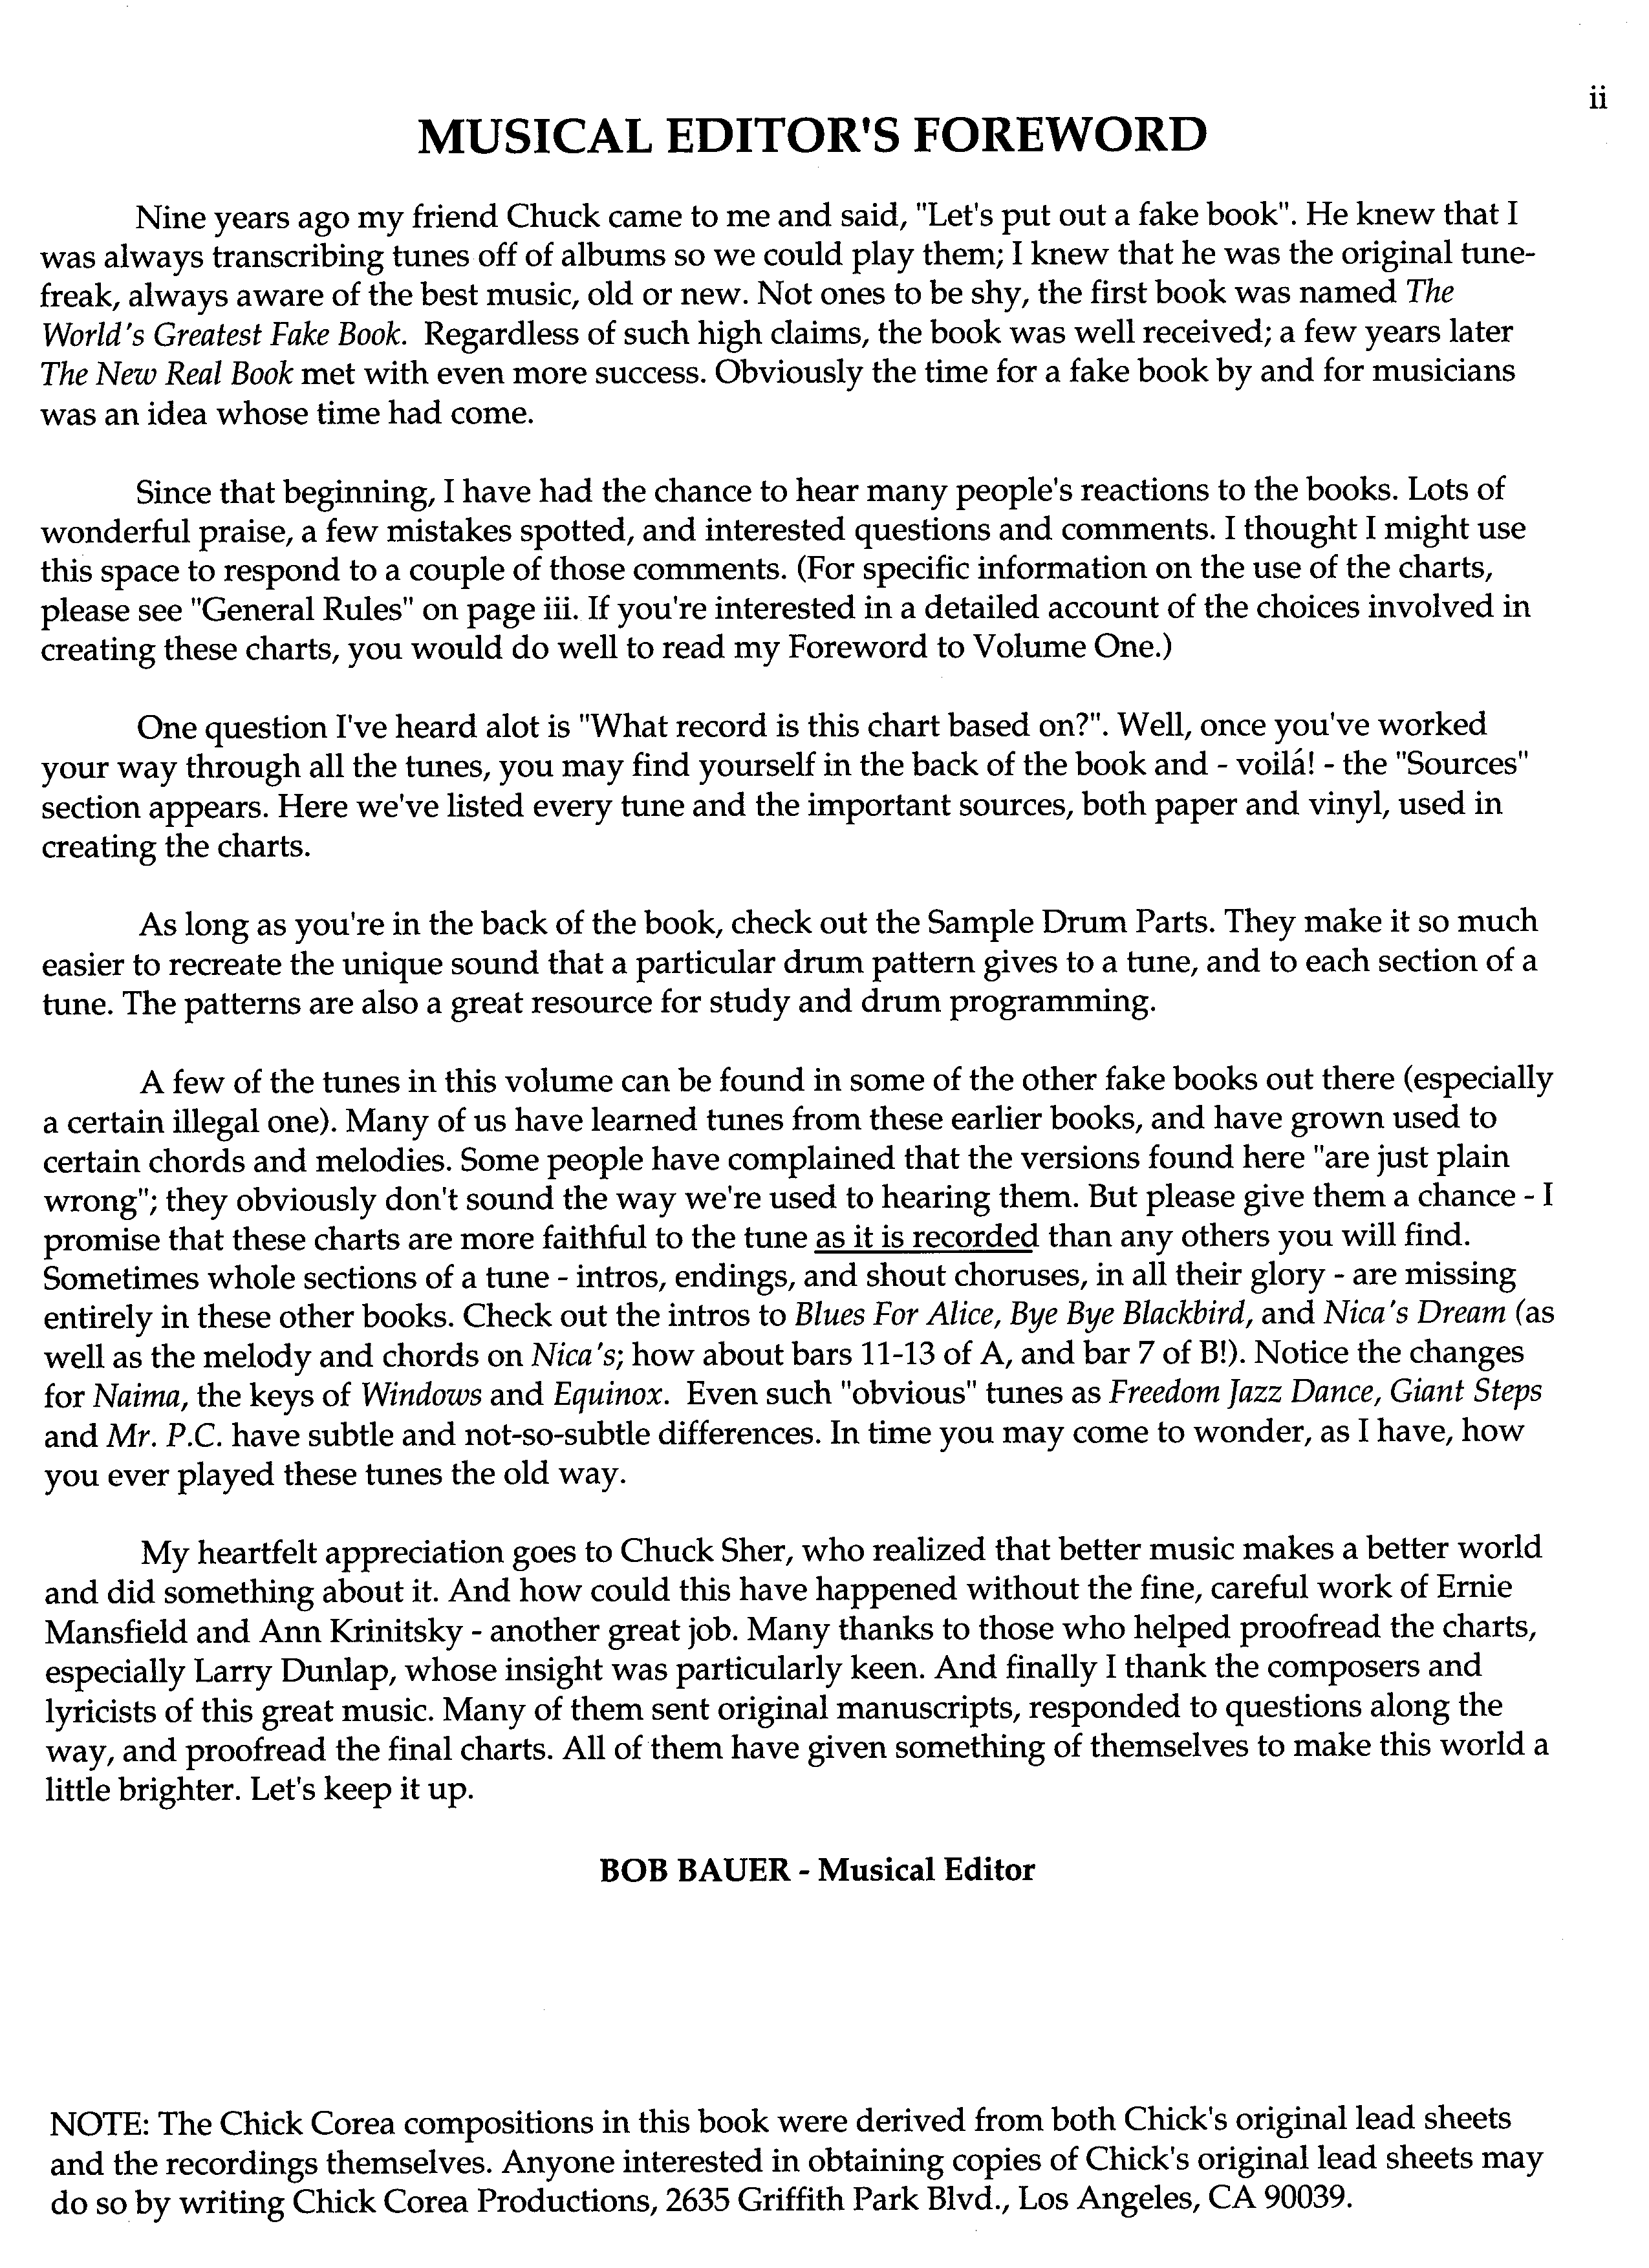 ii
MUSICAL EDITOR'S FOREWORD
Nine years ago my friend Chuck came to me and said, "Let's put out a fake book". He knew that I
was always transcribing tunes off of albums so we could play them; I knew that he was the original tune-
freak, always aware of the best music, old or new. Not ones to be shy, the first book was named The
World's Greatest Fake Book. Regardless of such high claims, the book was well received; a few years later
The New Real Book met with even more success. Obviously the time for a fake book by and for musicians
was an idea whose time had come.
Since that beginning, I have had the chance to hear many people's reactions to the books. Lots of
wonderful praise, a few mistakes spotted, and interested questions and comments. I thought I might use
this space to respond to a couple of those comments. (For specific information on the use of the charts,
please see "General Rules" on page iii. If you're interested in a detailed account of the choices involved in
creating these charts, you would do well to read my Foreword to Volume One.)
One question I've heard alot is "What record is this chart based on?". Well, once you've worked
your way through all the tunes, you may find yourself in the back of the book and - voilá! - the "Sources"
section appears. Here we've listed every tune and the important sources, both paper and vinyl, used in
creating the charts.
As long as you're in the back of the book, check out the Sample Drum Parts. They make it so much
easier to recreate the unique sound that a particular drum pattern gives to a tune, and to each section of a
tune. The patterns are also a great resource for study and drum programming.
A few of the tunes in this volume can be found in some of the other fake books out there (especially
a certain illegal one). Many of us have learned tunes from these earlier books, and have grown used to
certain chords and melodies. Some people have complained that the versions found here "are just plain
wrong"; they obviously don't sound the way we're used to hearing them. But please give them a chance - I
promise that these charts are more faithful to the tune as it is recorded than any others you will find.
Sometimes whole sections of a tune - intros, endings, and shout choruses, in all their glory - are missing
entirely in these other books. Check out the intros to Blues For Alice, Bye Bye Blackbird, and Nica's Dream (as
well as the melody and chords on Nica's; how about bars 11-13 of A, and bar 7 of B!). Notice the changes
for Naima, the keys of Windows and Equinox. Even such "obvious" tunes as Freedom Jazz Dance, Giant Steps
and Mr. P.C. have subtle and not-so-subtle differences. In time you may come to wonder, as I have, how
you ever played these tunes the old way.
My heartfelt appreciation goes to Chuck Sher, who realized that better music makes a better world
and did something about it. And how could this have happened without the fine, careful work of Ernie
Mansfield and Ann Krinitsky - another great job. Many thanks to those who helped proofread the charts,
especially Larry Dunlap, whose insight was particularly keen. And finally I thank the composers and
lyricists of this great music. Many of them sent original manuscripts, responded to questions along the
way, and proofread the final charts. All of them have given something of themselves to make this world a
little brighter. Let's keep it up.
BOB BAUER - Musical Editor
NOTE: The Chick Corea compositions in this book were derived from both Chick's original lead sheets
and the recordings themselves. Anyone interested in obtaining copies of Chick's original lead sheets may
do so by writing Chick Corea Productions, 2635 Griffith Park Blvd., Los Angeles, CA 90039.